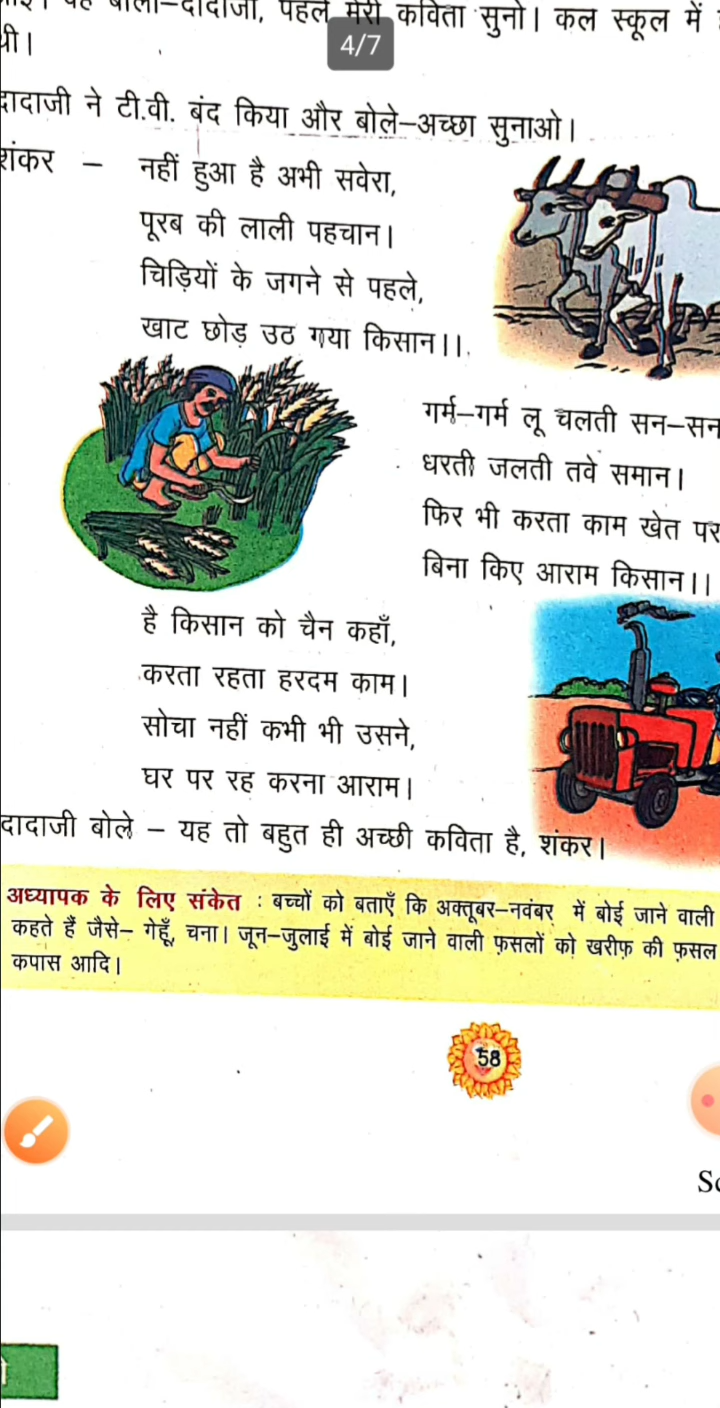 दादाजी, पहले मेरी कविता सुनो। कल स्कूल में
थी।
4/7
दादाजी ने टी.वी. बंद किया और बोले–अच्छा सुनाओ।
शंकर – नहीं हुआ है अभी सवेरा,
पूरब की लाली पहचान।
चिड़ियों के जगने से पहले,
खाट छोड़ उठ गया किसान।।
गर्म–गर्म लू चलती सन–सन
धरती जलती तवे समान।
फिर भी करता काम खेत पर
बिना किए आराम किसान।।
है किसान को चैन कहाँ,
करता रहता हरदम काम।
सोचा नहीं कभी भी उसने,
घर पर रह करना आराम।
दादाजी बोले – यह तो बहुत ही अच्छी कविता है, शंकर।
अध्यापक के लिए संकेत : बच्चों को बताएँ कि अक्तूबर–नवंबर में बोई जाने वाली
कहते हैं जैसे– गेहूँ, चना। जून–जुलाई में बोई जाने वाली फ़सलों को खरीफ़ की फ़सल
कपास आदि।
58